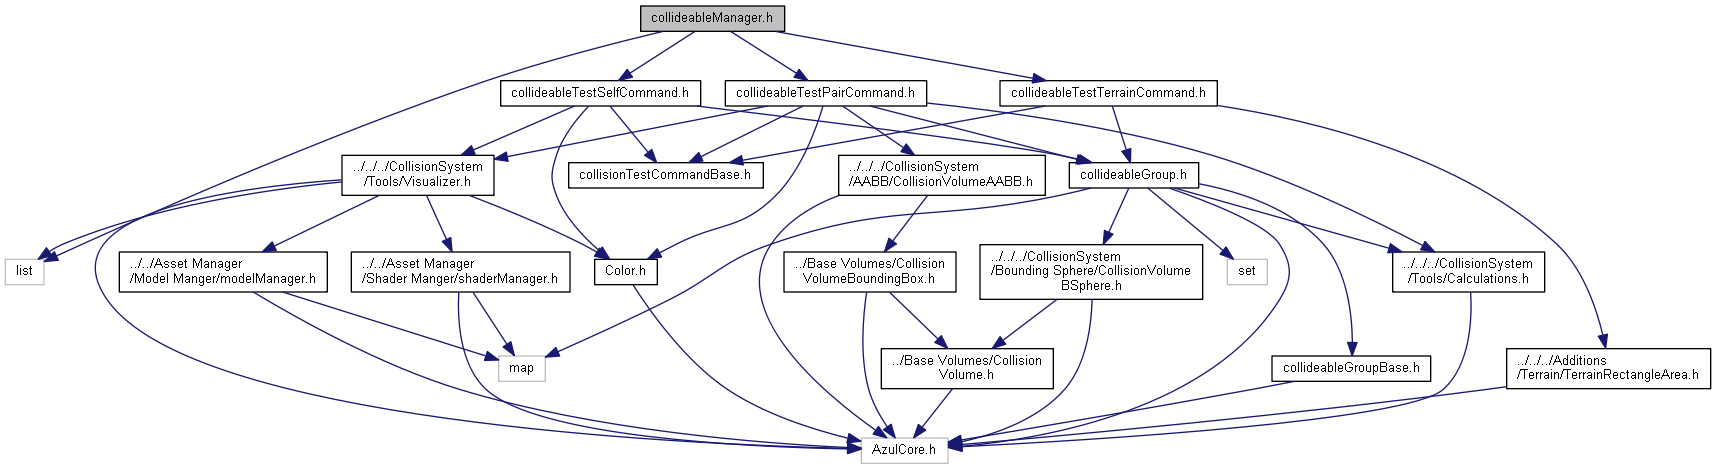 collideableManager.h
collideableTestSelfCommand.h
collideableTestPairCommand.h
collideableTestTerrainCommand.h
../../../CollisionSystem
/Tools/Visualizer.h
collisionTestCommandBase.h
../../../CollisionSystem
/AABB/CollisionVolumeAABB.h
collideableGroup.h
list
../../Asset Manager
/Model Manger/modelManager.h
../../Asset Manager
/Shader Manger/shaderManager.h
Color.h
../Base Volumes/Collision
VolumeBoundingBox.h
../../../CollisionSystem
/Bounding Sphere/CollisionVolume
BSphere.h
set
../../../CollisionSystem
/Tools/Calculations.h
map
../Base Volumes/Collision
Volume.h
collideableGroupBase.h
../../../Additions
/Terrain/TerrainRectangleArea.h
AzulCore.h